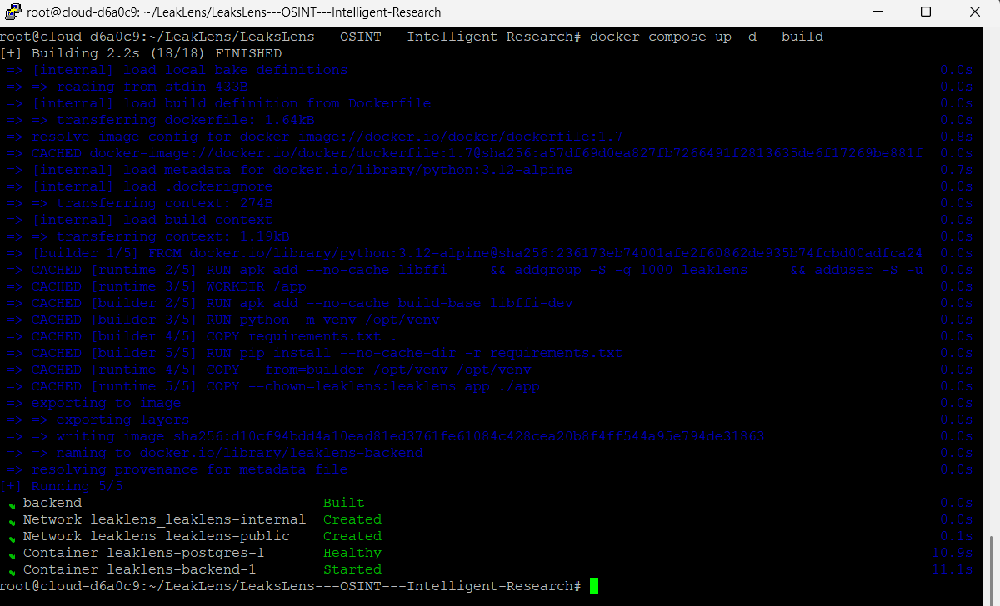 root@cloud-d6a0c9: ~/LeakLens/LeaksLens---OSINT---Intelligent-Research
root@cloud-d6a0c9:~/LeakLens/LeaksLens---OSINT---Intelligent-Research# docker compose up -d --build
[+] Building 2.2s (18/18) FINISHED
=> [internal] load local bake definitions 0.0s
=> => reading from stdin 433B 0.0s
=> [internal] load build definition from Dockerfile 0.0s
=> => transferring dockerfile: 1.64kB 0.0s
=> resolve image config for docker-image://docker.io/docker/dockerfile:1.7 0.8s
=> CACHED docker-image://docker.io/docker/dockerfile:1.7@sha256:a57df69d0ea827fb7266491f2813635de6f17269be881f 0.0s
=> [internal] load metadata for docker.io/library/python:3.12-alpine 0.7s
=> [internal] load .dockerignore 0.0s
=> => transferring context: 274B 0.0s
=> [internal] load build context 0.0s
=> => transferring context: 1.19kB 0.0s
=> [builder 1/5] FROM docker.io/library/python:3.12-alpine@sha256:236173eb74001afe2f60862de935b74fcbd00adfca24 0.0s
=> CACHED [runtime 2/5] RUN apk add --no-cache libffi && addgroup -S -g 1000 leaklens && adduser -S -u 0.0s
=> CACHED [runtime 3/5] WORKDIR /app 0.0s
=> CACHED [builder 2/5] RUN apk add --no-cache build-base libffi-dev 0.0s
=> CACHED [builder 3/5] RUN python -m venv /opt/venv 0.0s
=> CACHED [builder 4/5] COPY requirements.txt . 0.0s
=> CACHED [builder 5/5] RUN pip install --no-cache-dir -r requirements.txt 0.0s
=> CACHED [runtime 4/5] COPY --from=builder /opt/venv /opt/venv 0.0s
=> CACHED [runtime 5/5] COPY --chown=leaklens:leaklens app ./app 0.0s
=> exporting to image 0.0s
=> => exporting layers 0.0s
=> => writing image sha256:d10cf94bdd4a10ead81ed3761fe61084c428cea20b8f4ff544a95e794de31863 0.0s
=> => naming to docker.io/library/leaklens-backend 0.0s
=> resolving provenance for metadata file 0.0s
[+] Running 5/5
✔ backend Built 0.0s
✔ Network leaklens_leaklens-internal Created 0.0s
✔ Network leaklens_leaklens-public Created 0.1s
✔ Container leaklens-postgres-1 Healthy 10.9s
✔ Container leaklens-backend-1 Started 11.1s
root@cloud-d6a0c9:~/LeakLens/LeaksLens---OSINT---Intelligent-Research#